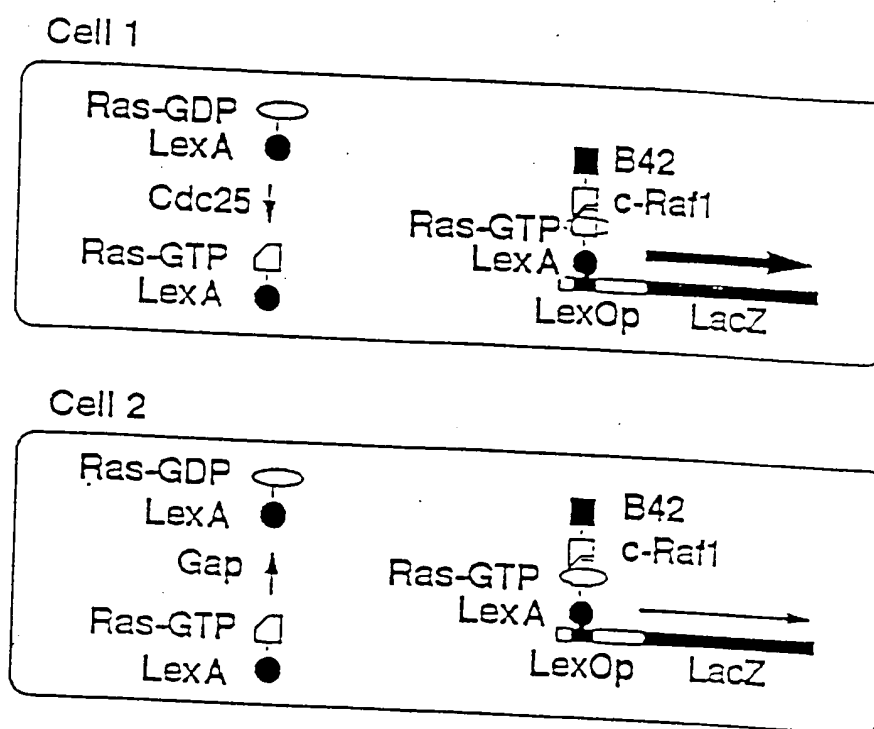 Cell 1
Ras-GDP
LexA
Cdc25
Ras-GTP
LexA
B42
c-Raf1
Ras-GTP
LexA
LexOp LacZ
Cell 2
Ras-GDP
LexA
Gap
Ras-GTP
LexA
B42
c-Raf1
Ras-GTP
LexA
LexOp LacZ